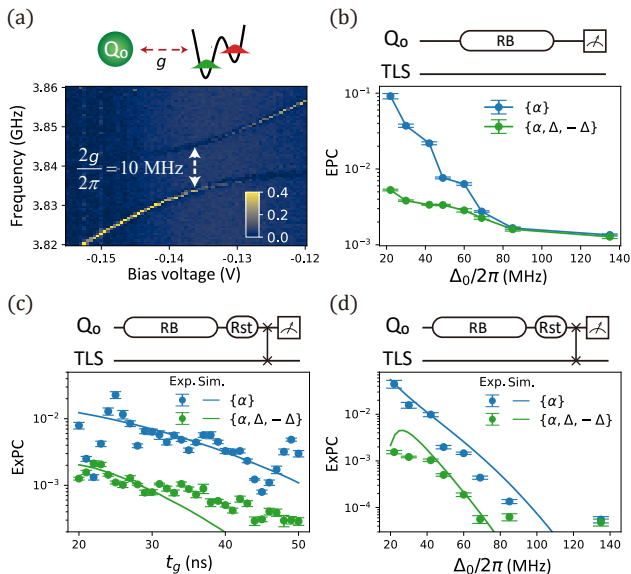 (a)
Q₀
g
Frequency (GHz)
3.86
3.85
3.84
3.83
3.82
2g
2π
=10 MHz
0.4
0.2
0.0
-0.15
-0.14
-0.13
-0.12
Bias voltage (V)
(b)
Q₀
RB
TLS
EPC
10⁻¹
10⁻²
10⁻³
{α}
{α, Δ, −Δ}
0 20 40 60 80 100 120 140
Δ₀/2π (MHz)
(c)
Q₀
RB
Rst
TLS
ExPC
10⁻²
10⁻³
Exp. Sim.
{α}
{α, Δ, −Δ}
20 30 40 50
t_g (ns)
(d)
Q₀
RB
Rst
TLS
ExPC
10⁻²
10⁻³
10⁻⁴
Exp. Sim.
{α}
{α, Δ, −Δ}
20 40 60 80 100 120 140
Δ₀/2π (MHz)